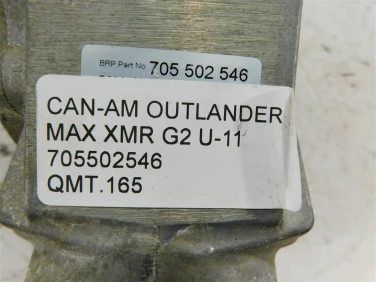 BRP Part No. 705 502 546
CAN-AM OUTLANDER
MAX XMR G2 U-11
705502546
QMT.165